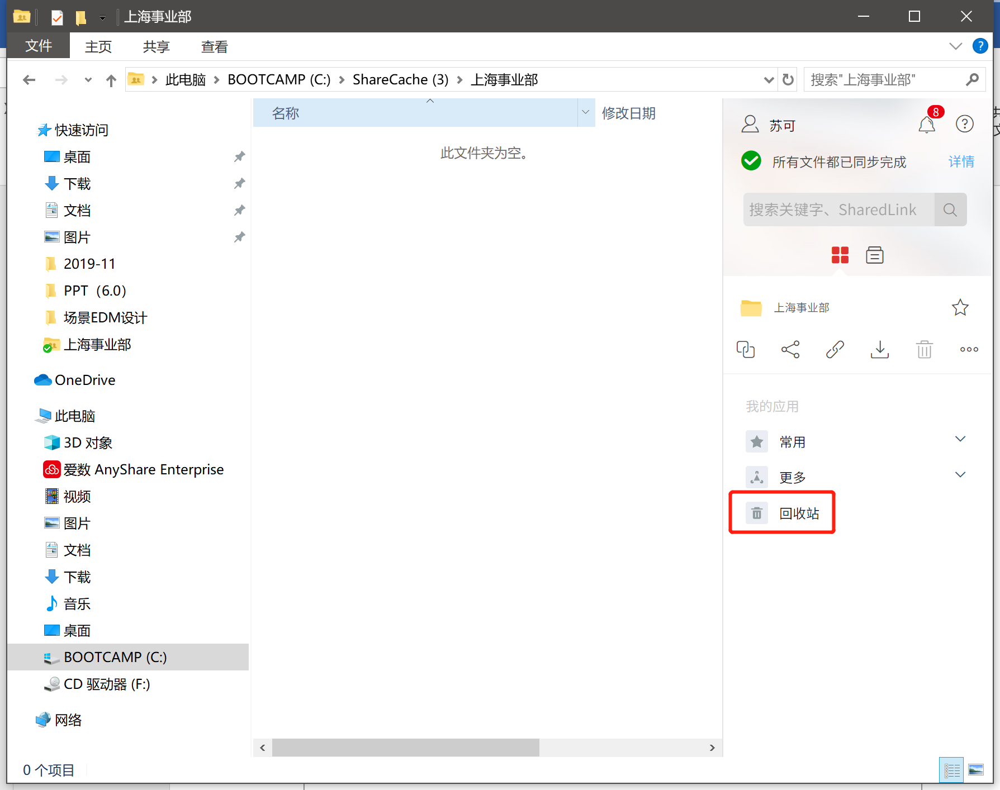 上海事业部
文件 主页 共享 查看
此电脑 BOOTCAMP (C:) ShareCache (3) 上海事业部 搜索"上海事业部"
快速访问
桌面
下载
文档
图片
2019-11
PPT（6.0）
场景EDM设计
上海事业部
OneDrive
此电脑
3D 对象
爱数 AnyShare Enterprise
视频
图片
文档
下载
音乐
桌面
BOOTCAMP (C:)
CD 驱动器 (F:)
网络
0 个项目
名称 修改日期
此文件夹为空。
苏可 8
所有文件都已同步完成 详情
搜索关键字、SharedLink
上海事业部
我的应用
常用
更多
回收站